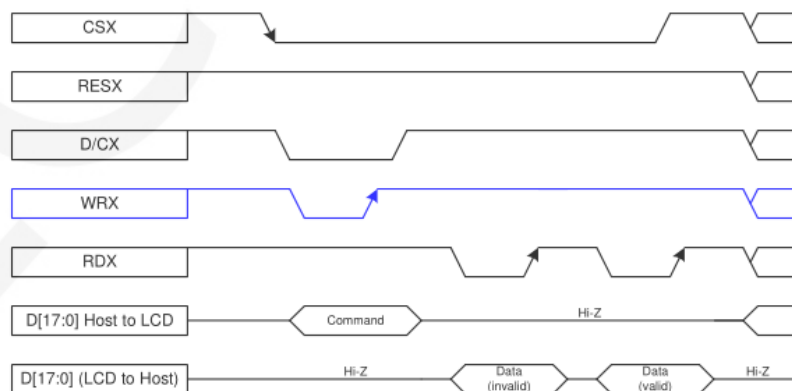 CSX
RESX
D/CX
WRX
RDX
D[17:0] Host to LCD
Command
Hi-Z
D[17:0] (LCD to Host)
Hi-Z
Data
(invalid)
Data
(valid)
Hi-Z